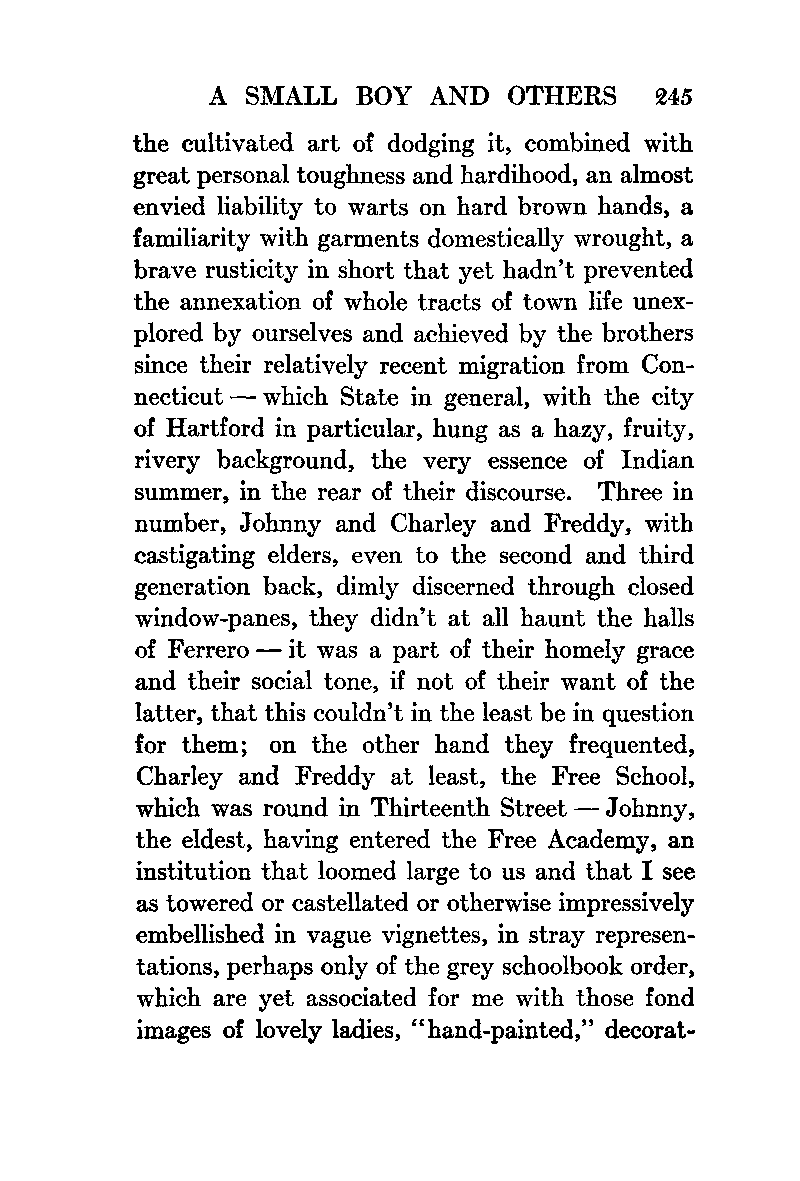 A SMALL BOY AND OTHERS 245
the cultivated art of dodging it, combined with
great personal toughness and hardihood, an almost
envied liability to warts on hard brown hands, a
familiarity with garments domestically wrought, a
brave rusticity in short that yet hadn't prevented
the annexation of whole tracts of town life unex-
plored by ourselves and achieved by the brothers
since their relatively recent migration from Con-
necticut — which State in general, with the city
of Hartford in particular, hung as a hazy, fruity,
rivery background, the very essence of Indian
summer, in the rear of their discourse. Three in
number, Johnny and Charley and Freddy, with
castigating elders, even to the second and third
generation back, dimly discerned through closed
window-panes, they didn't at all haunt the halls
of Ferrero — it was a part of their homely grace
and their social tone, if not of their want of the
latter, that this couldn't in the least be in question
for them; on the other hand they frequented,
Charley and Freddy at least, the Free School,
which was round in Thirteenth Street — Johnny,
the eldest, having entered the Free Academy, an
institution that loomed large to us and that I see
as towered or castellated or otherwise impressively
embellished in vague vignettes, in stray represen-
tations, perhaps only of the grey schoolbook order,
which are yet associated for me with those fond
images of lovely ladies, "hand-painted," decorat-